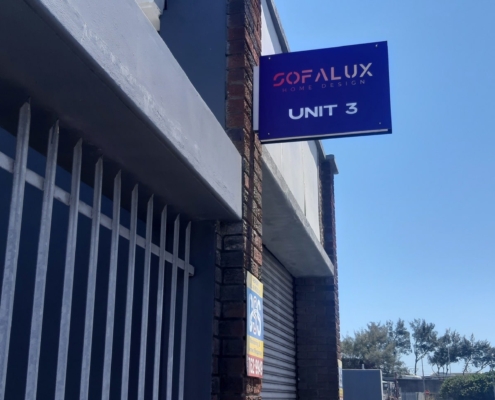 SOFALUX
HOME DESIGN
UNIT 3